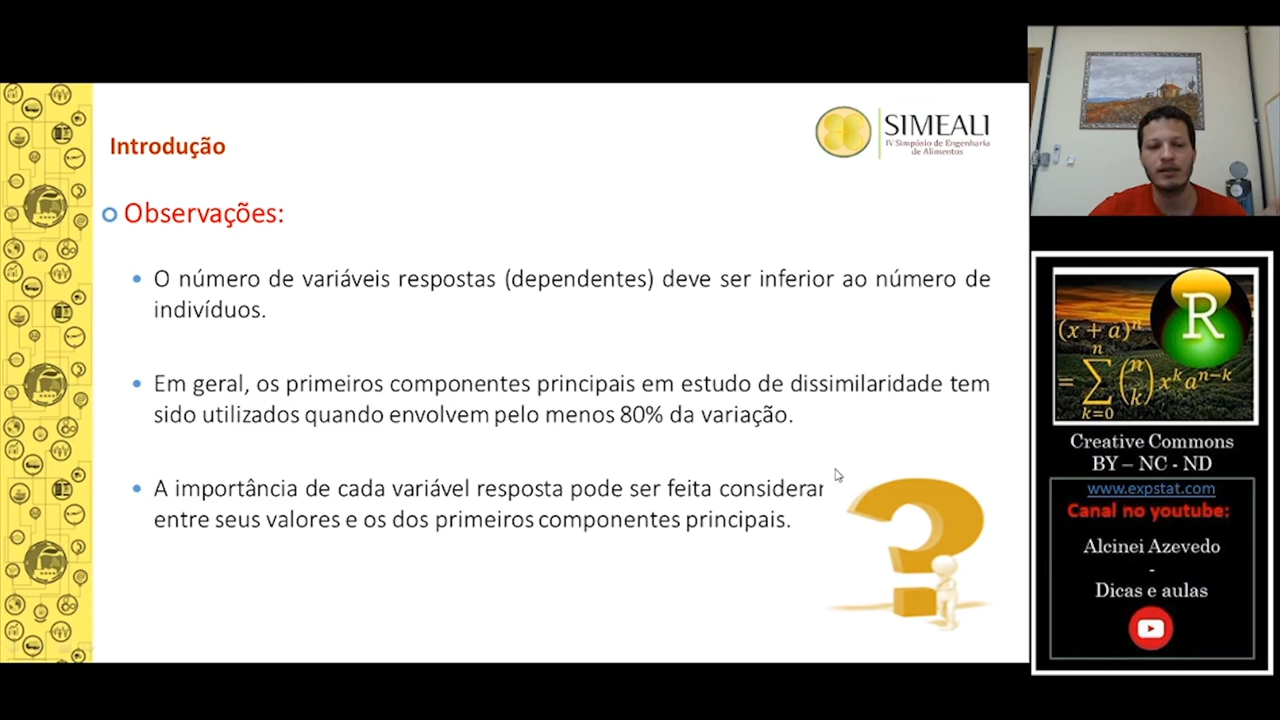 Introdução
SIMEALI
IV Simpósio de Engenharia
de Alimentos
Observações:
O número de variáveis respostas (dependentes) deve ser inferior ao número de
indivíduos.
Em geral, os primeiros componentes principais em estudo de dissimilaridade tem
sido utilizados quando envolvem pelo menos 80% da variação.
A importância de cada variável resposta pode ser feita
entre seus valores e os dos primeiros componentes principais.
R
(x + a)^n
= ∑_{k=0}^{n} (n k) x^k a^{n−k}
Creative Commons
BY – NC - ND
www.expstat.com
Canal no youtube:
Alcinei Azevedo
-
Dicas e aulas